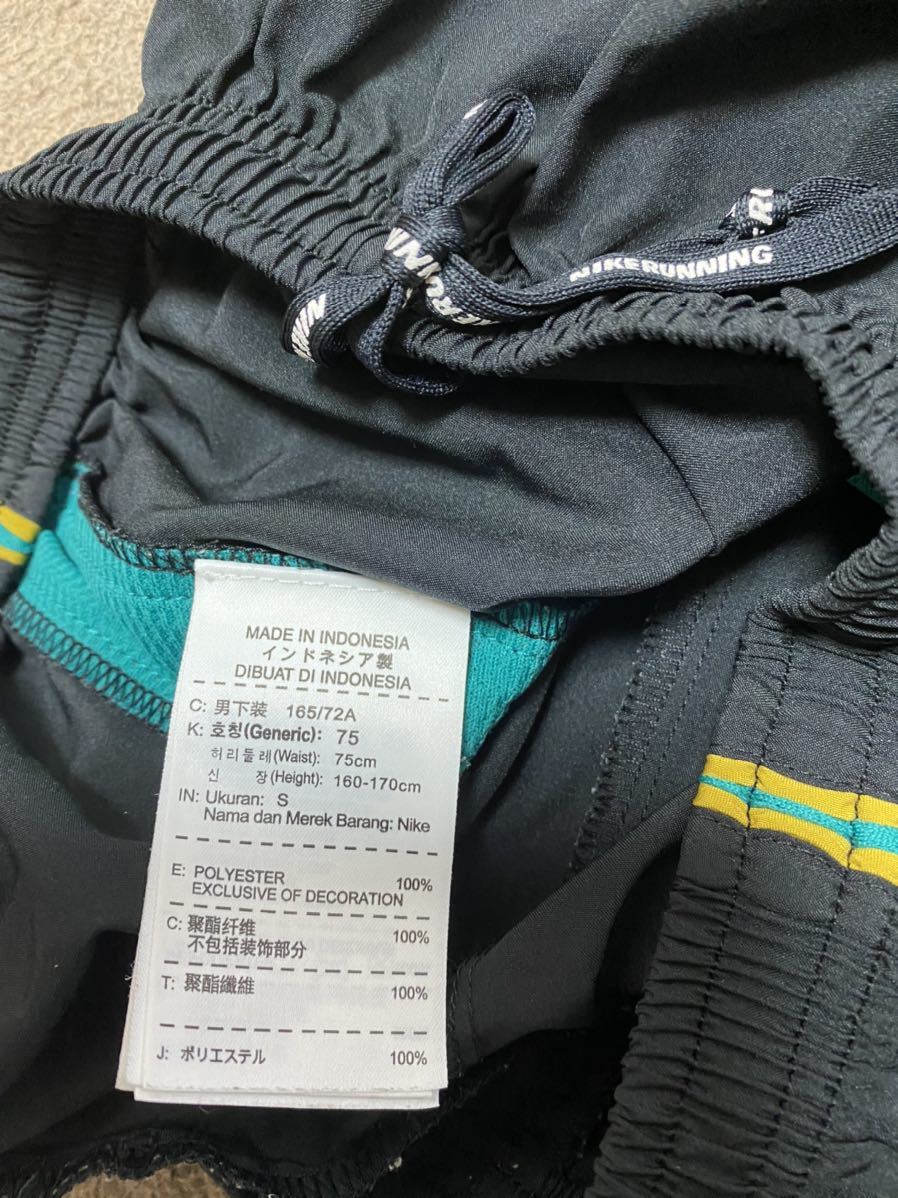 NIKERUNNING
MADE IN INDONESIA
インドネシア製
DIBUAT DI INDONESIA
C: 男下装 165/72A
K: 호칭(Generic): 75
허리둘레(Waist): 75cm
신 장(Height): 160-170cm
IN: Ukuran: S
Nama dan Merek Barang: Nike
E: POLYESTER 100%
EXCLUSIVE OF DECORATION
C: 聚酯纤维 100%
不包括装饰部分
T: 聚酯纖維 100%
J: ポリエステル 100%